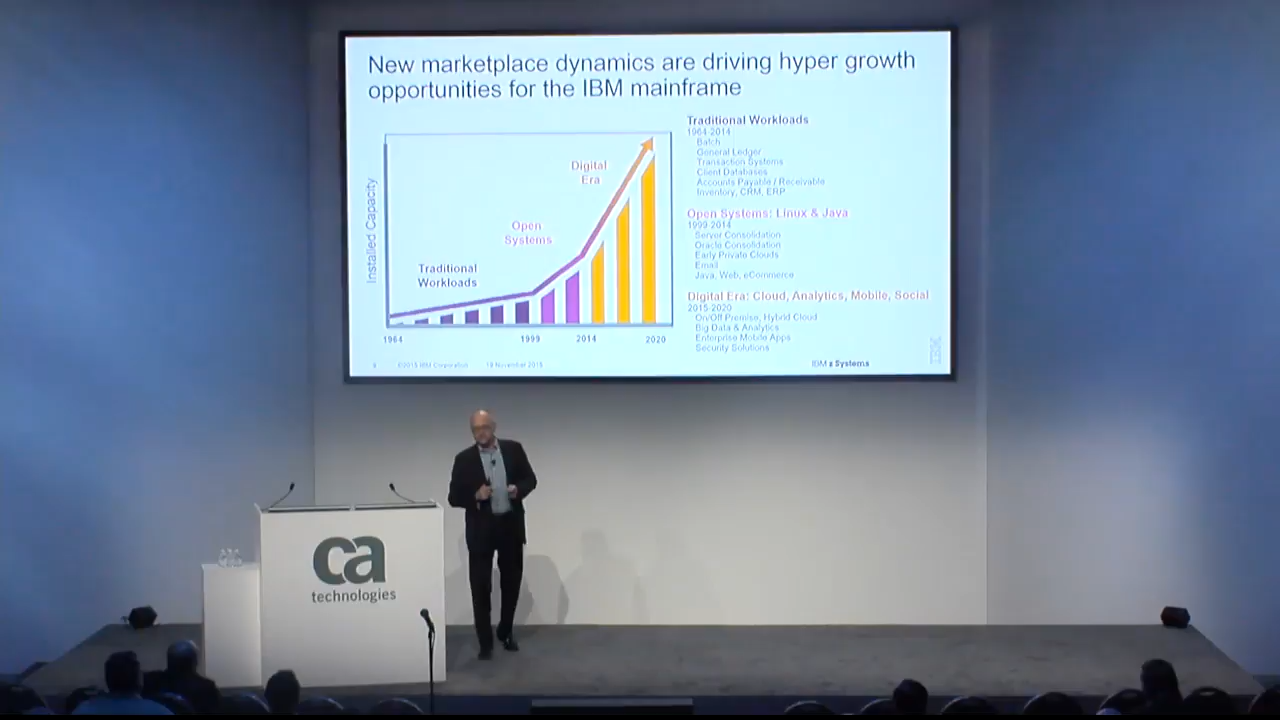 New marketplace dynamics are driving hyper growth
opportunities for the IBM mainframe
Installed Capacity
Traditional
Workloads
Open
Systems
Digital
Era
1964
1999
2014
2020
Traditional Workloads
1964-2014
Batch
General Ledger
Transaction Systems
Client Databases
Accounts Payable / Receivable
Inventory, CRM, ERP
Open Systems: Linux & Java
1999-2014
Server Consolidation
Oracle Consolidation
Early Private Clouds
Email
Java, Web, eCommerce
Digital Era: Cloud, Analytics, Mobile, Social
2015-2020
On/Off Premise, Hybrid Cloud
Big Data & Analytics
Enterprise Mobile Apps
Security Solutions
©2015 IBM Corporation
18 November 2015
IBM z Systems
IBM
ca
technologies